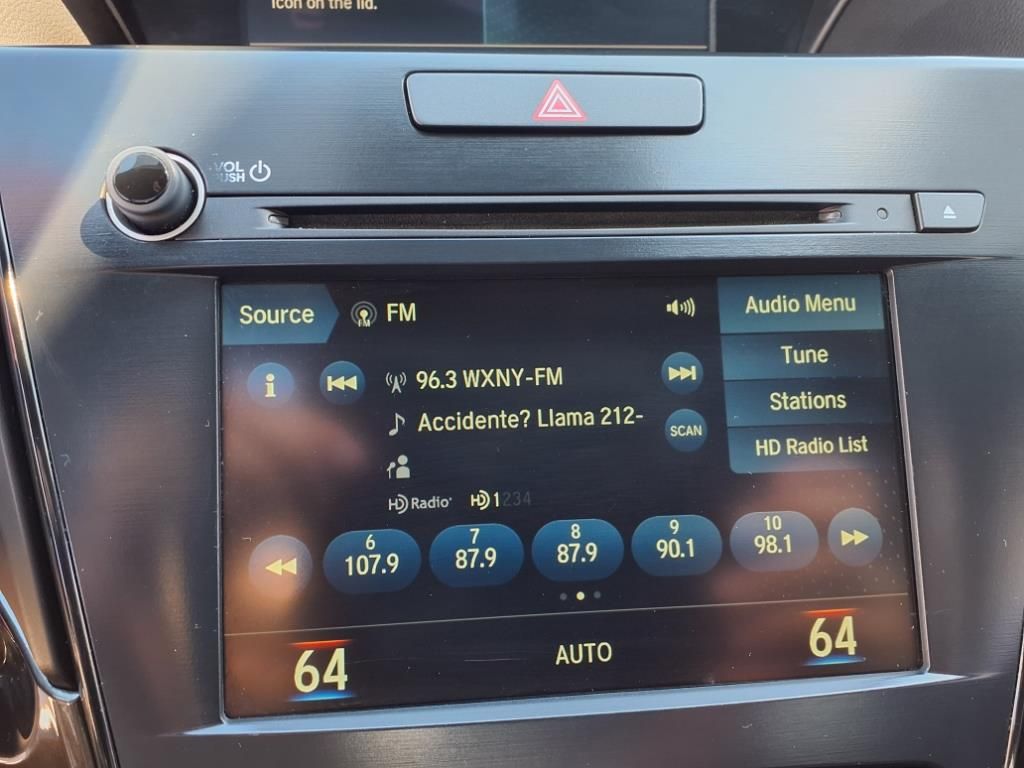 icon on the lid.
VOL
PUSH
Source
FM
FM
Audio Menu
i
96.3 WXNY-FM
Tune
Accidente? Llama 212-
SCAN
Stations
HD Radio List
HD Radio
HD 1234
6
107.9
7
87.9
8
87.9
9
90.1
10
98.1
64
AUTO
64